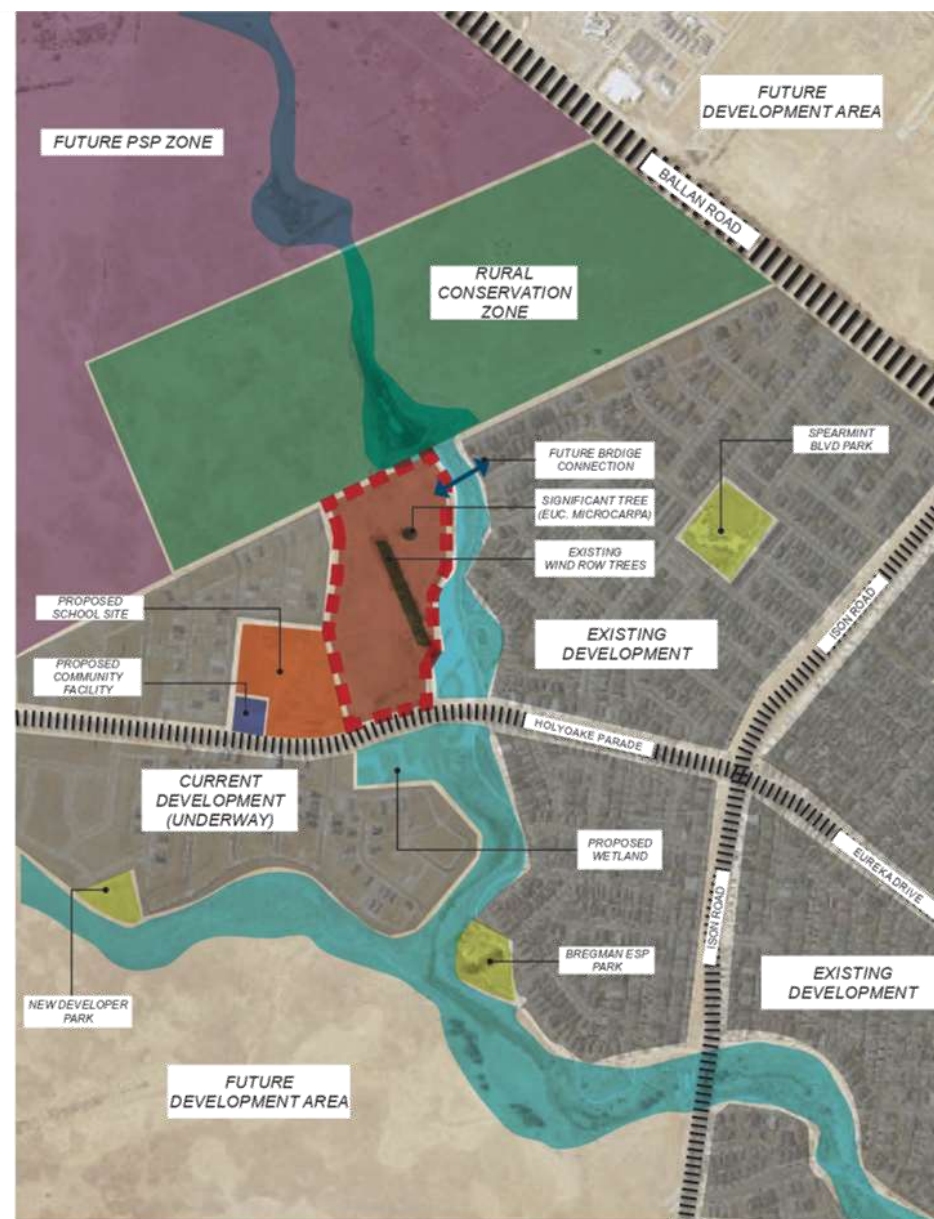 FUTURE
DEVELOPMENT AREA
FUTURE PSP ZONE
BALLAN ROAD
RURAL
CONSERVATION
ZONE
SPEARMINT
BLVD PARK
FUTURE BRDIGE
CONNECTION
SIGNIFICANT TREE
(EUC. MICROCARPA)
EXISTING
WIND ROW TREES
PROPOSED
SCHOOL SITE
ISON ROAD
EXISTING
DEVELOPMENT
PROPOSED
COMMUNITY
FACILITY
HOLYOAKE PARADE
CURRENT
DEVELOPMENT
(UNDERWAY)
PROPOSED
WETLAND
EUREKA DRIVE
ISON ROAD
BREGMAN ESP
PARK
EXISTING
DEVELOPMENT
NEW DEVELOPER
PARK
FUTURE
DEVELOPMENT AREA